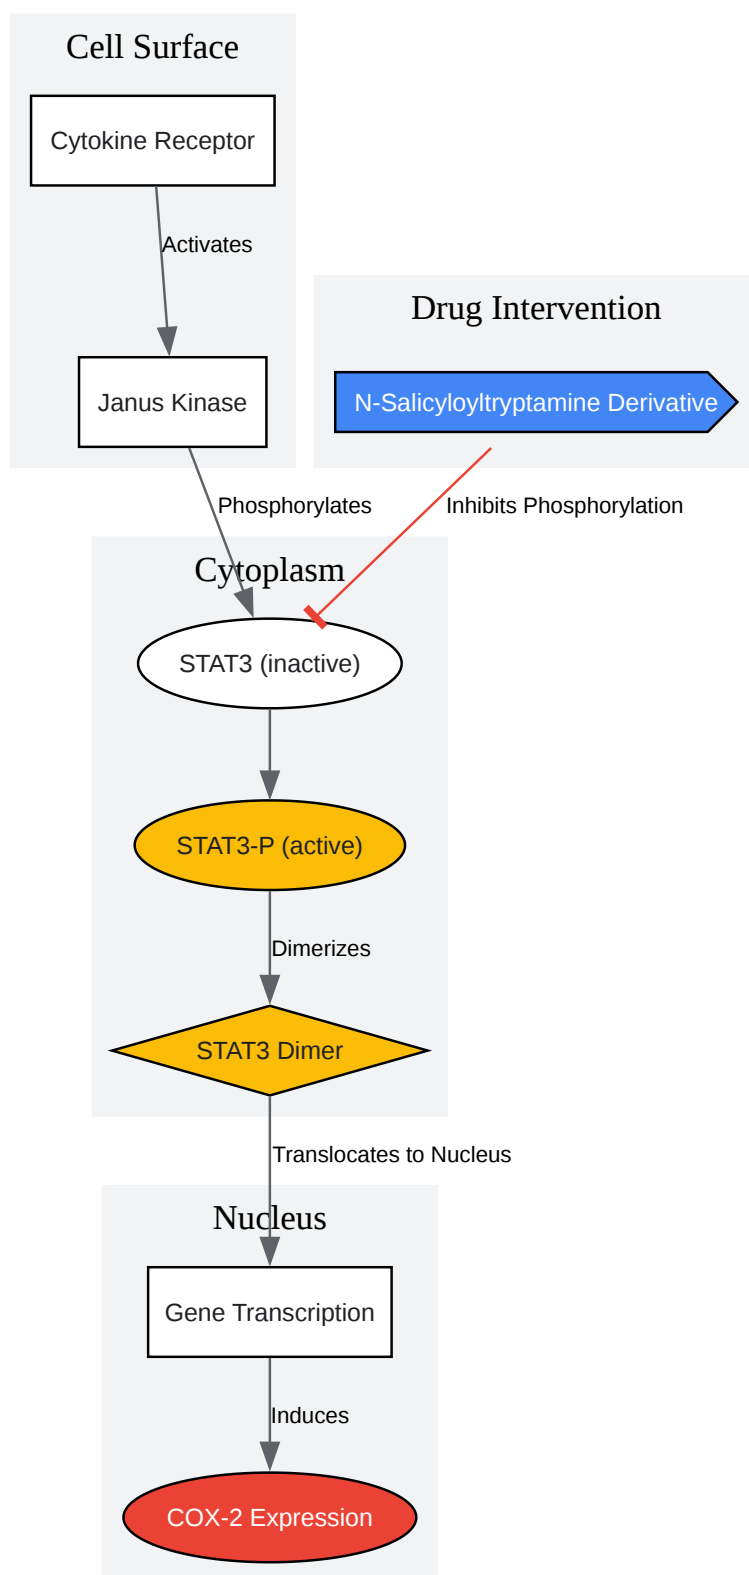 Cell Surface
Cytokine Receptor
Activates
Drug Intervention
Janus Kinase
N-Salicyloyltryptamine Derivative
Phosphorylates
Inhibits Phosphorylation
Cytoplasm
STAT3 (inactive)
STAT3-P (active)
Dimerizes
STAT3 Dimer
Translocates to Nucleus
Nucleus
Gene Transcription
Induces
COX-2 Expression